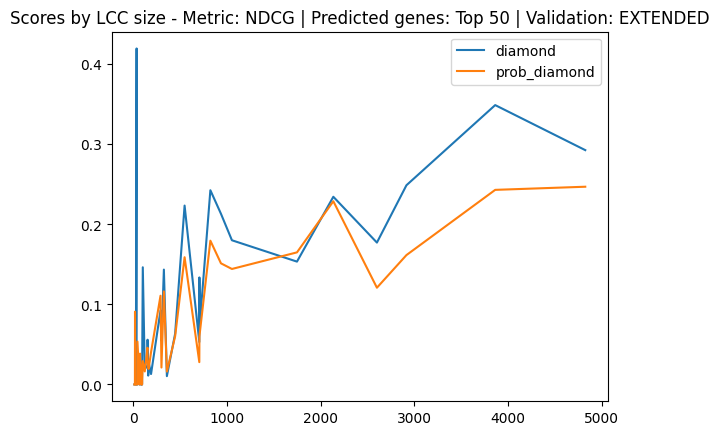 Scores by LCC size - Metric: NDCG | Predicted genes: Top 50 | Validation: EXTENDED
diamond
prob_diamond
0.4
0.3
0.2
0.1
0.0
0 1000 2000 3000 4000 5000